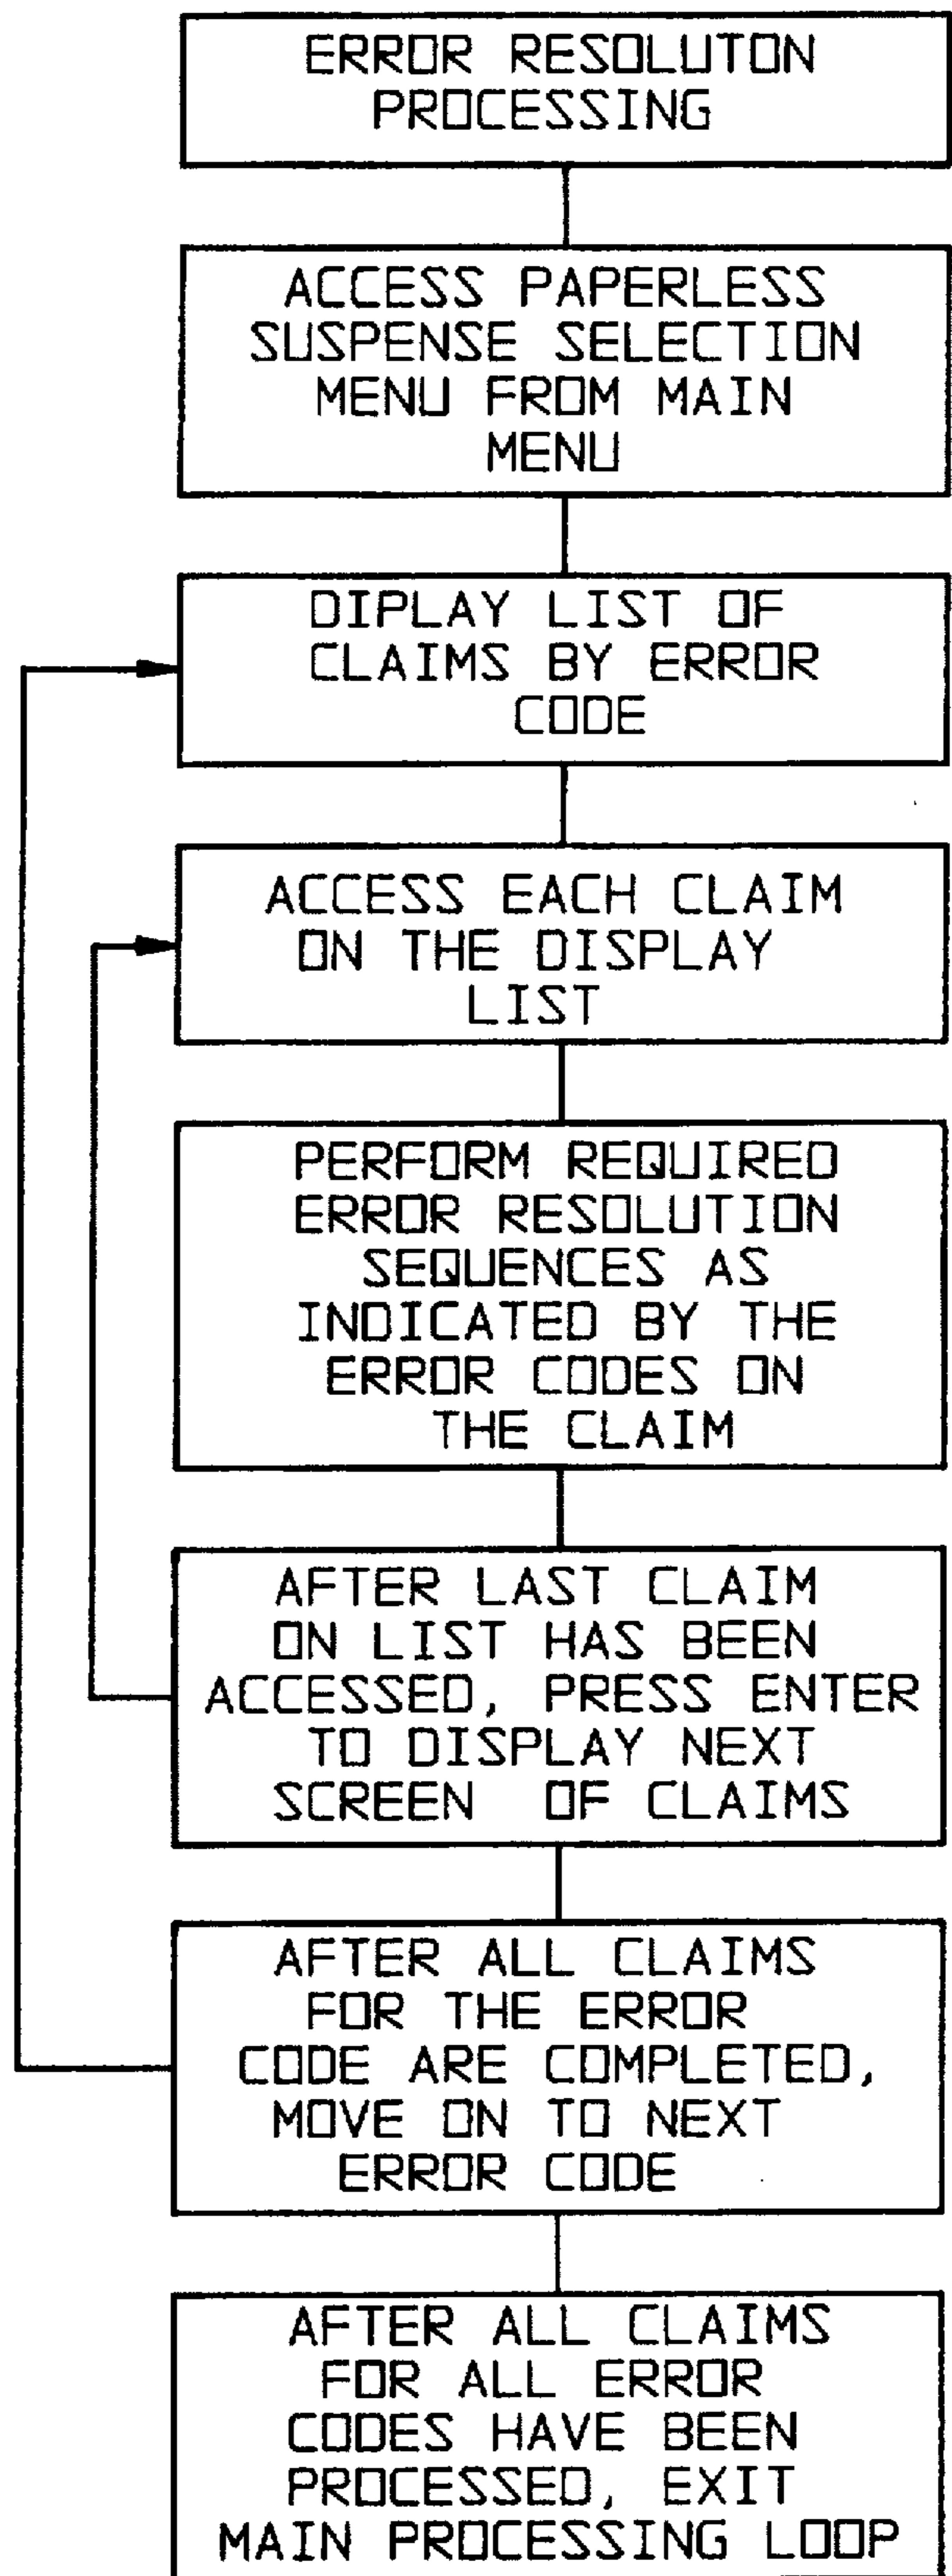 ERROR RESOLUTON
PROCESSING
ACCESS PAPERLESS
SUSPENSE SELECTION
MENU FROM MAIN
MENU
DIPLAY LIST OF
CLAIMS BY ERROR
CODE
ACCESS EACH CLAIM
ON THE DISPLAY
LIST
PERFORM REQUIRED
ERROR RESOLUTION
SEQUENCES AS
INDICATED BY THE
ERROR CODES ON
THE CLAIM
AFTER LAST CLAIM
ON LIST HAS BEEN
ACCESSED, PRESS ENTER
TO DISPLAY NEXT
SCREEN OF CLAIMS
AFTER ALL CLAIMS
FOR THE ERROR
CODE ARE COMPLETED,
MOVE ON TO NEXT
ERROR CODE
AFTER ALL CLAIMS
FOR ALL ERROR
CODES HAVE BEEN
PROCESSED, EXIT
MAIN PROCESSING LOOP